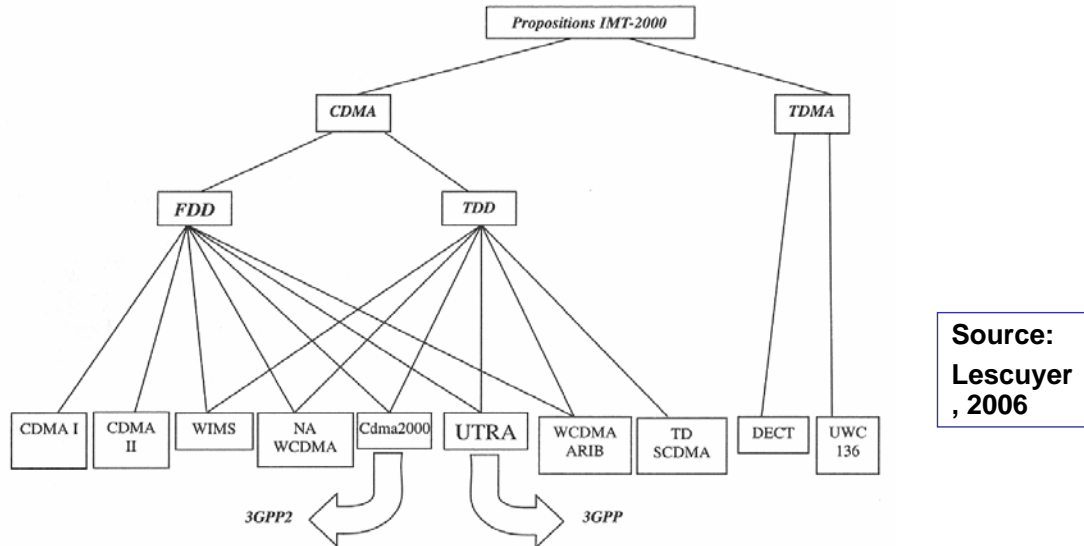 Propositions IMT-2000
CDMA
TDMA
FDD
TDD
CDMA I
CDMA
II
WIMS
NA
WCDMA
Cdma2000
UTRA
WCDMA
ARIB
TD
SCDMA
DECT
UWC
136
3GPP2
3GPP
Source:
Lescuyer
, 2006